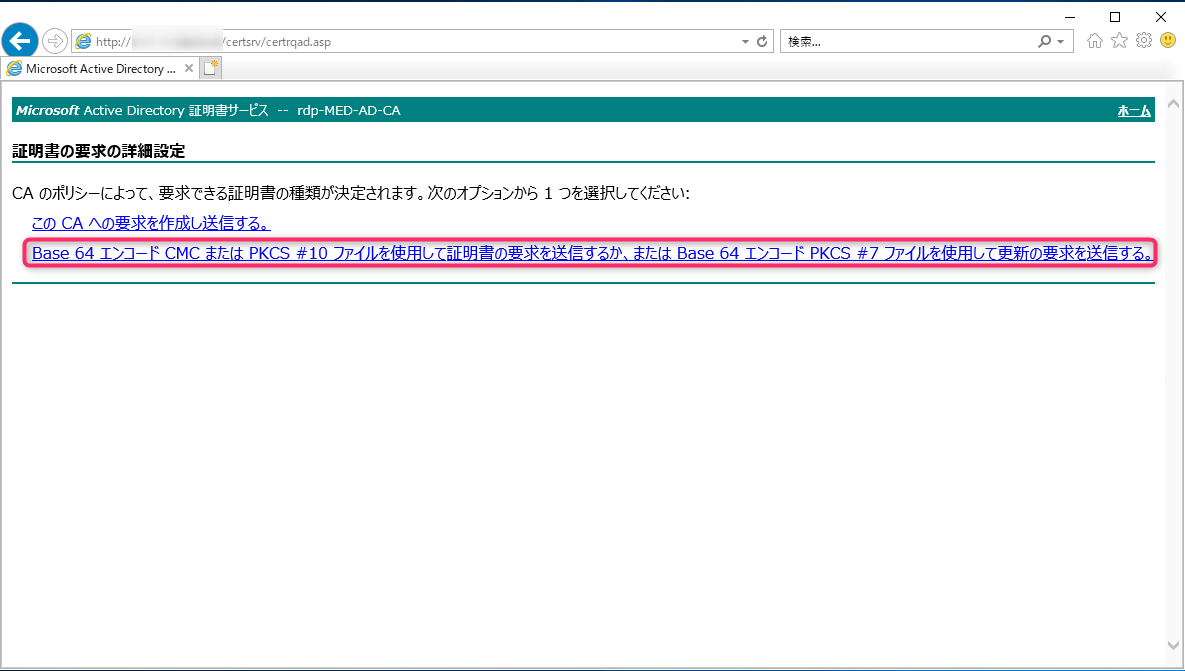 http:// /certsrv/certrqad.asp
検索...
Microsoft Active Directory ...
Microsoft Active Directory 証明書サービス -- rdp-MED-AD-CA ホーム
証明書の要求の詳細設定
CA のポリシーによって、要求できる証明書の種類が決定されます。次のオプションから 1 つを選択してください:
この CA への要求を作成し送信する。
Base 64 エンコード CMC または PKCS #10 ファイルを使用して証明書の要求を送信するか、または Base 64 エンコード PKCS #7 ファイルを使用して更新の要求を送信する。